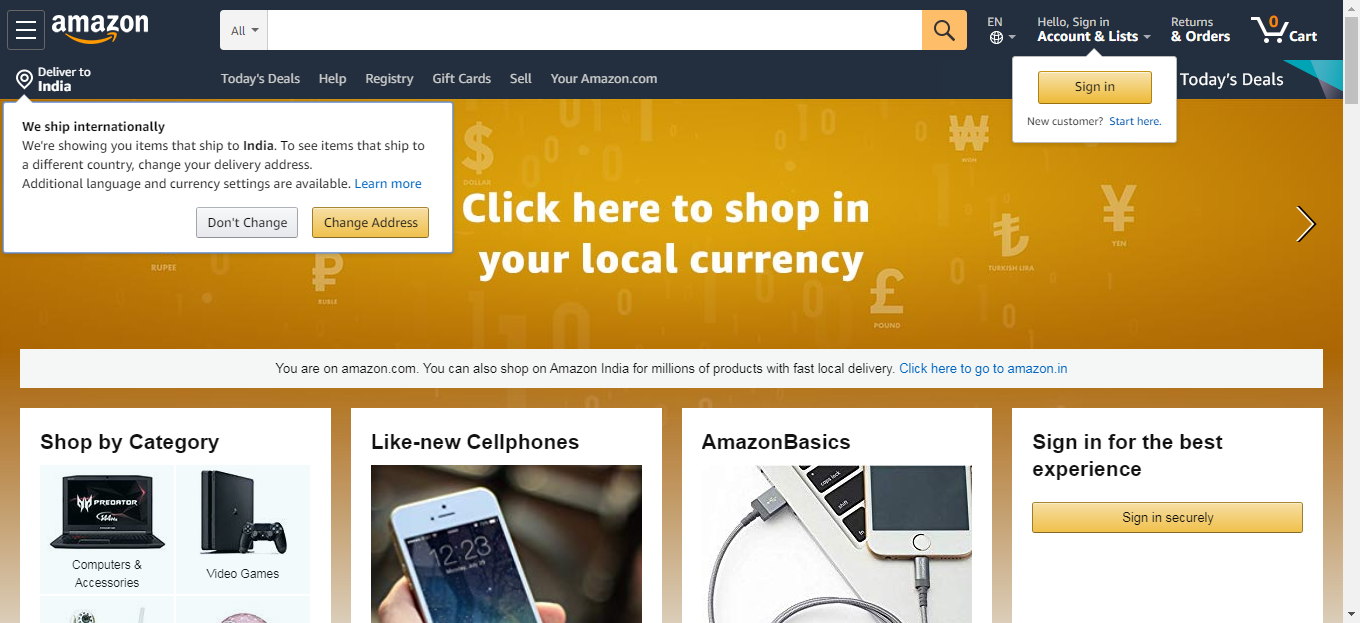 amazon
All
EN
Hello, Sign in
Account & Lists
Returns
& Orders
0
Cart
Deliver to
India
Today's Deals
Help
Registry
Gift Cards
Sell
Your Amazon.com
Today's Deals
Sign in
New customer? Start here.
We ship internationally
We're showing you items that ship to India. To see items that ship to
a different country, change your delivery address.
Additional language and currency settings are available. Learn more
Don't Change
Change Address
$
DOLLAR
₩
WON
Click here to shop in
your local currency
¥
YEN
₺
TURKISH LIRA
RUPEE
₽
RUBLE
£
POUND
You are on amazon.com. You can also shop on Amazon India for millions of products with fast local delivery. Click here to go to amazon.in
Shop by Category
Like-new Cellphones
AmazonBasics
Sign in for the best
experience
PREDATOR
144Hz
12:23
Monday, July 20
caps lock
shift
Sign in securely
Computers &
Accessories
Video Games